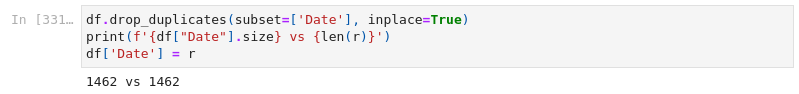 In [331…
df.drop_duplicates(subset=['Date'], inplace=True)
print(f'{df["Date"].size} vs {len(r)}')
df['Date'] = r
1462 vs 1462